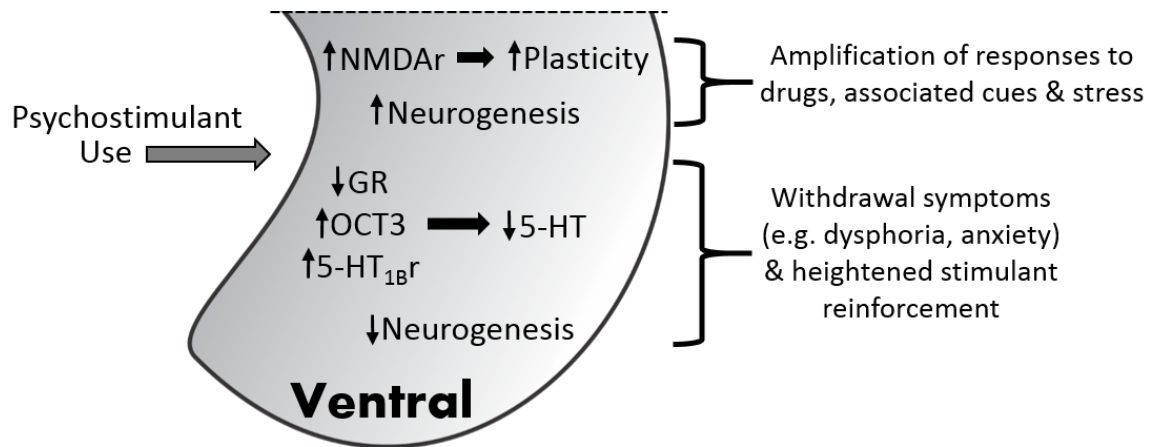 ↑NMDAr → ↑Plasticity
↑Neurogenesis
Amplification of responses to
drugs, associated cues & stress
Psychostimulant
Use
↓GR
↑OCT3 → ↓5-HT
↑5-HT1Br
↓Neurogenesis
Withdrawal symptoms
(e.g. dysphoria, anxiety)
& heightened stimulant
reinforcement
Ventral